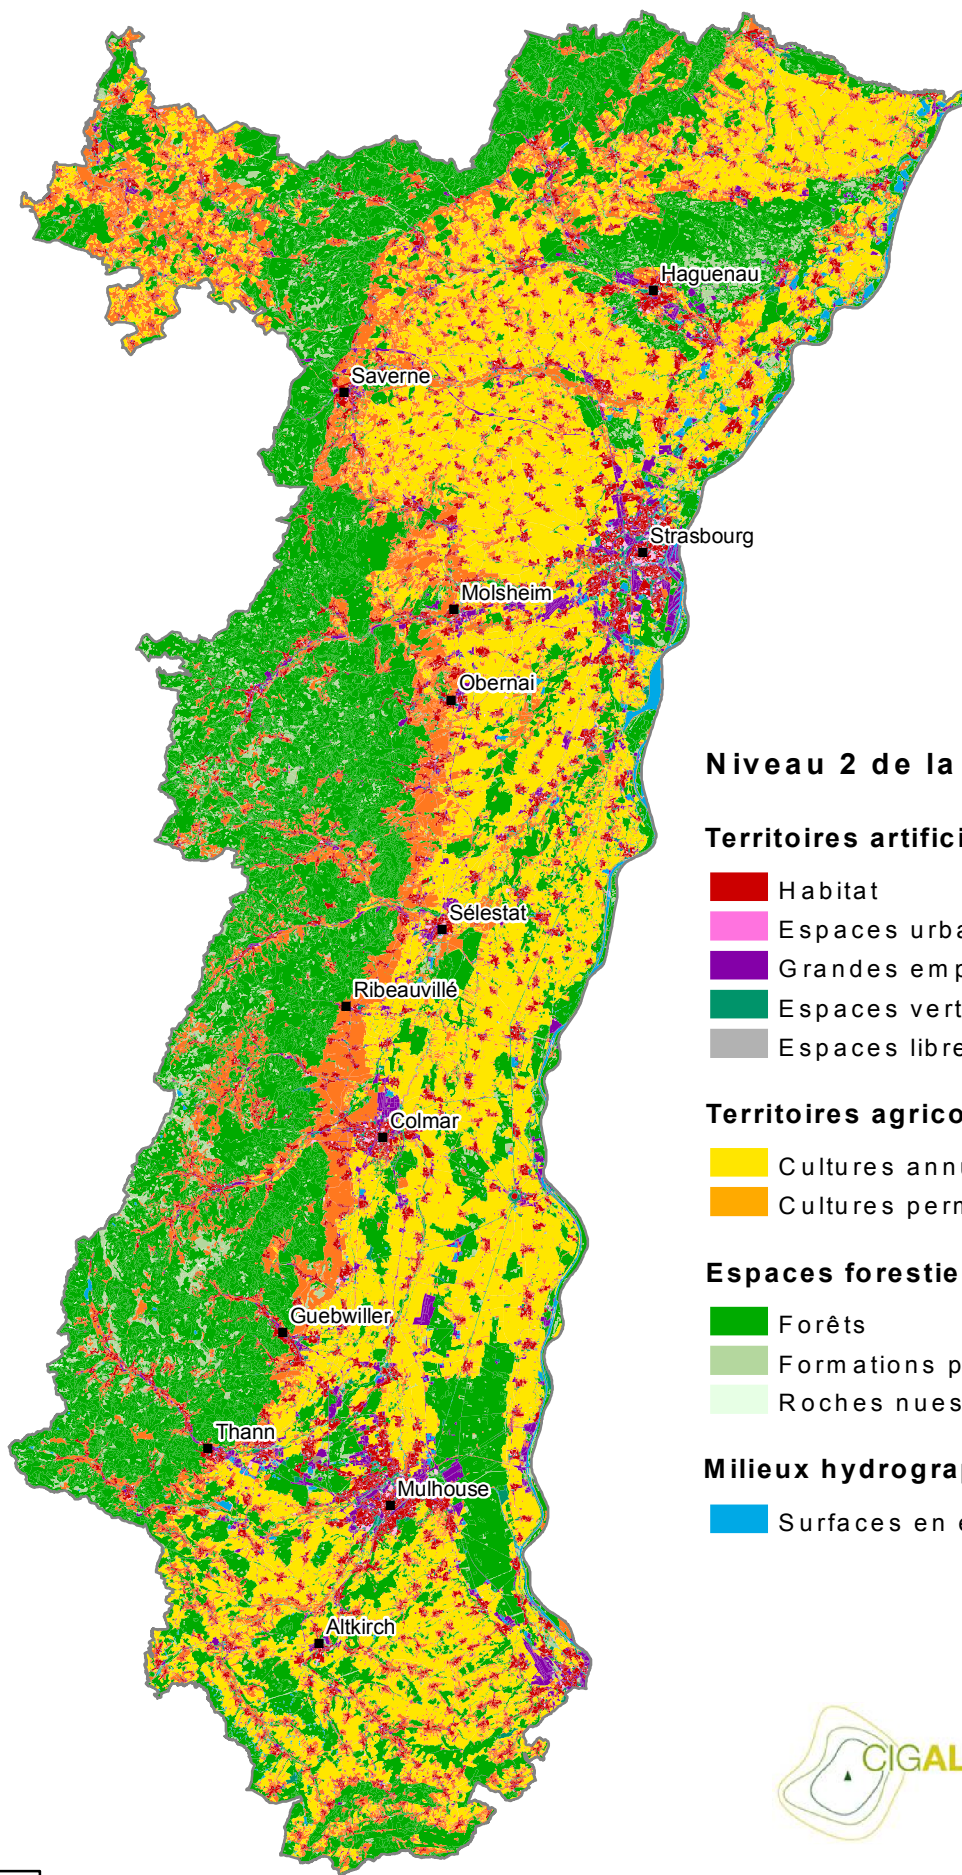 Haguenau
Saverne
Strasbourg
Molsheim
Obernai
Sélestat
Ribeauvillé
Colmar
Guebwiller
Thann
Mulhouse
Altkirch
Niveau 2 de la
Territoires artifici
Habitat
Espaces urba
Grandes emp
Espaces vert
Espaces libre
Territoires agrico
Cultures annu
Cultures perm
Espaces forestie
Forêts
Formations p
Roches nues
Milieux hydrograp
Surfaces en e
CIGAL